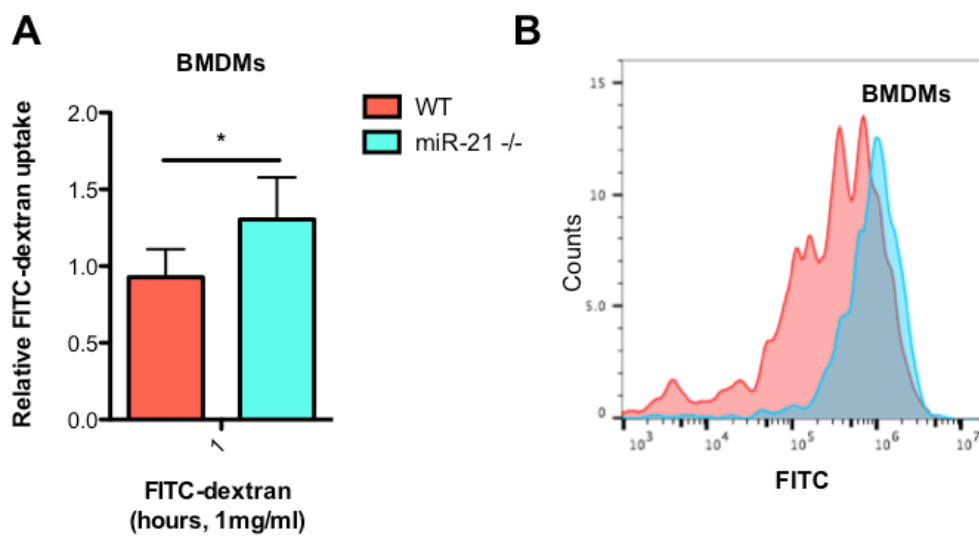 A
BMDMs
Relative FITC-dextran uptake
2.0
1.5
1.0
0.5
0.0
*
1
FITC-dextran
(hours, 1mg/ml)
WT
miR-21 -/-
B
BMDMs
Counts
15
10
5.0
0
10³
10⁴
10⁵
10⁶
10⁷
FITC